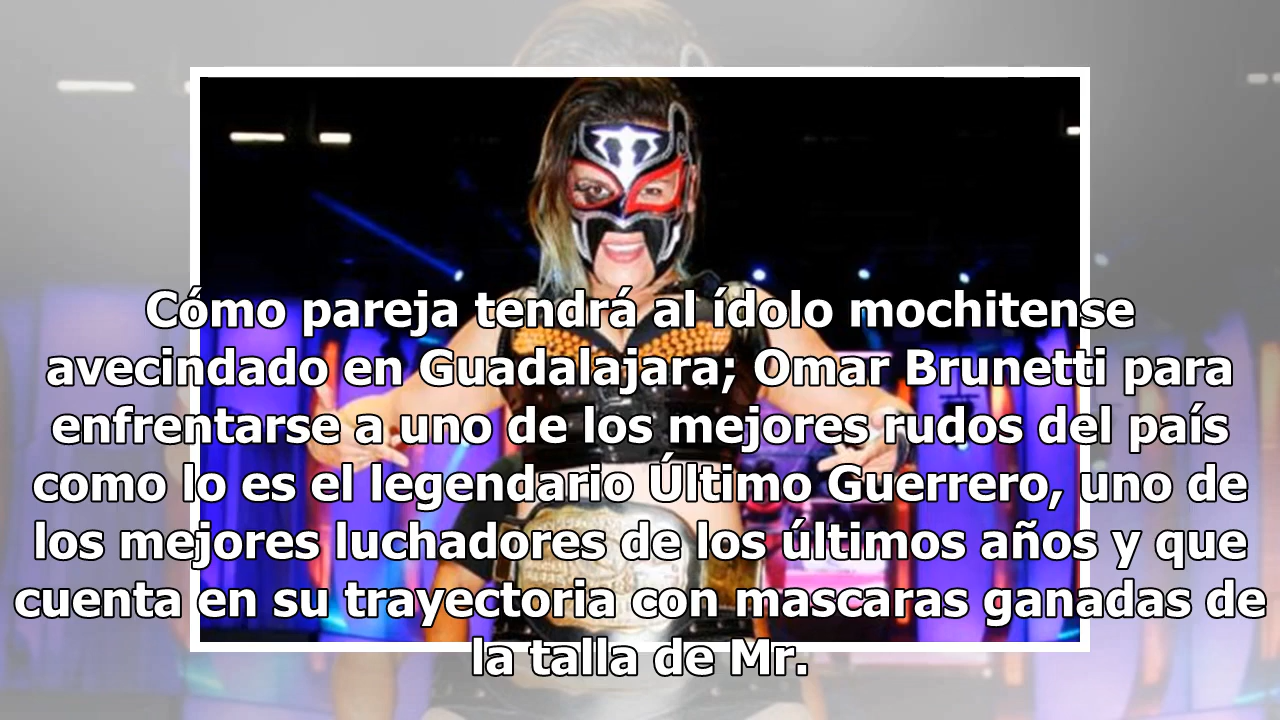 Cómo pareja tendrá al ídolo mochitense
avecindado en Guadalajara; Omar Brunetti para
enfrentarse a uno de los mejores rudos del país
como lo es el legendario Último Guerrero, uno de
los mejores luchadores de los últimos años y que
cuenta en su trayectoria con mascaras ganadas de
la talla de Mr.